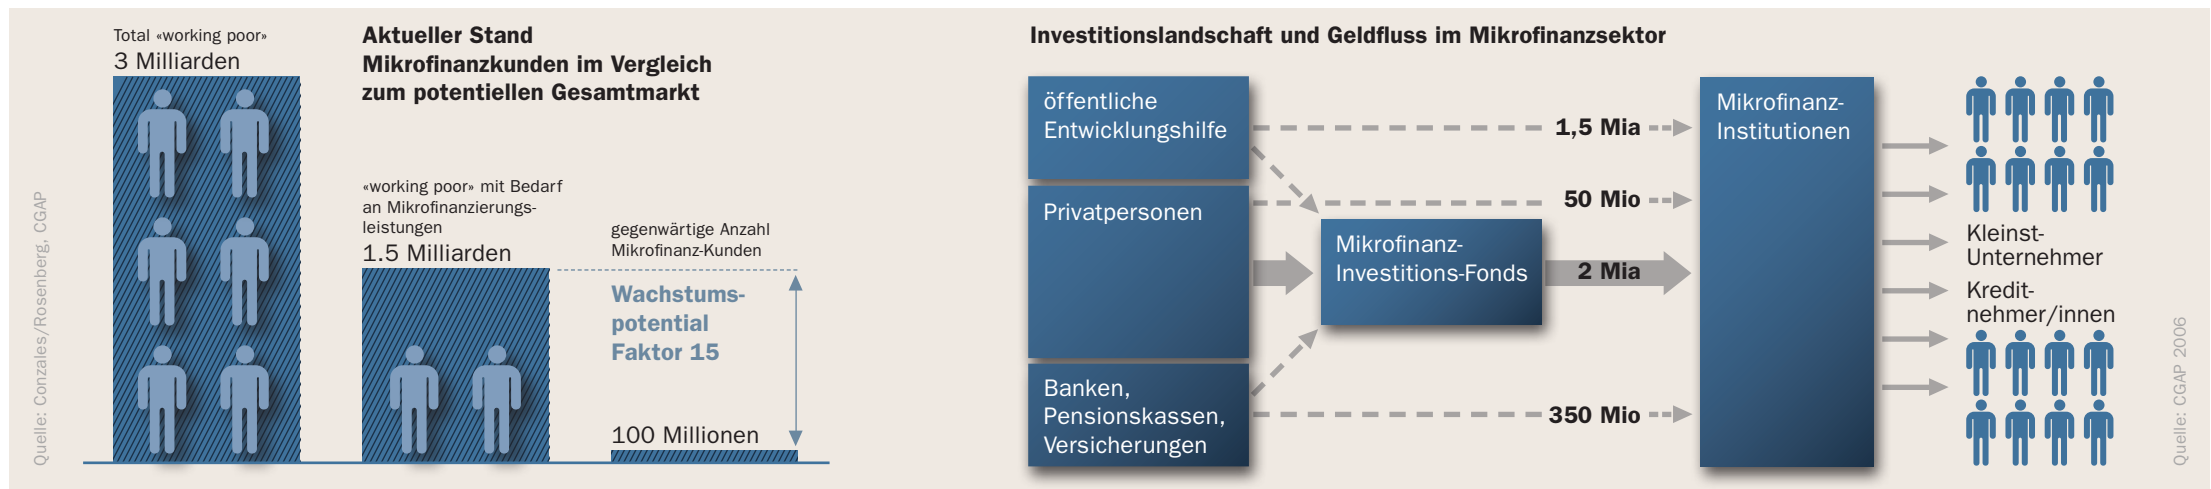 Total «working poor»
3 Milliarden
Aktueller Stand
Mikrofinanzkunden im Vergleich
zum potentiellen Gesamtmarkt
«working poor» mit Bedarf
an Mikrofinanzierungs-
leistungen
1.5 Milliarden
gegenwärtige Anzahl
Mikrofinanz-Kunden
Wachstums-
potential
Faktor 15
100 Millionen
Quelle: Conzales/Rosenberg, CGAP
Investitionslandschaft und Geldfluss im Mikrofinanzsektor
öffentliche
Entwicklungshilfe
Privatpersonen
Banken,
Pensionskassen,
Versicherungen
Mikrofinanz-
Investitions-Fonds
1,5 Mia
50 Mio
2 Mia
350 Mio
Mikrofinanz-
Institutionen
Kleinst-
Unternehmer
Kredit-
nehmer/innen
Quelle: CGAP 2006